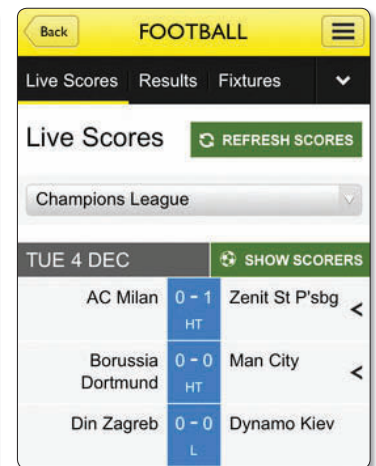 Back FOOTBALL
Live Scores Results Fixtures
Live Scores REFRESH SCORES
Champions League
TUE 4 DEC SHOW SCORERS
AC Milan 0 - 1 Zenit St P'sbg <
HT
Borussia 0 - 0 Man City <
Dortmund HT
Din Zagreb 0 - 0 Dynamo Kiev
L